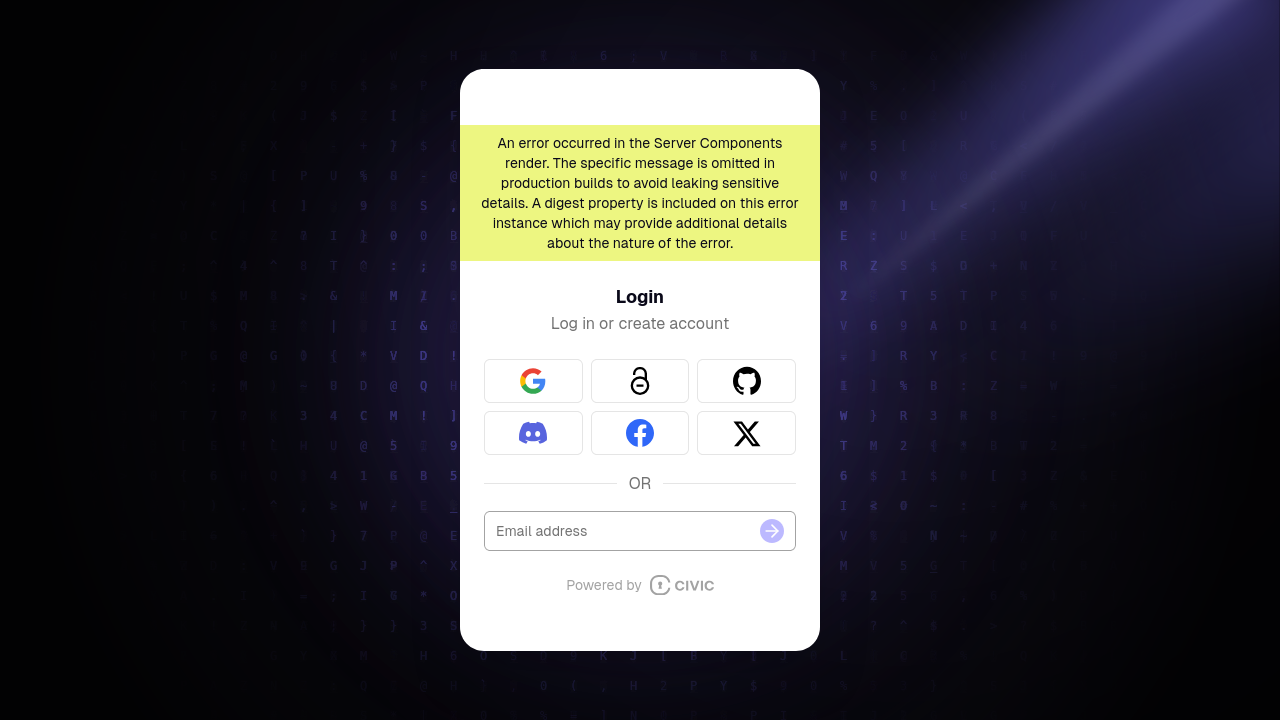 An error occurred in the Server Components
render. The specific message is omitted in
production builds to avoid leaking sensitive
details. A digest property is included on this error
instance which may provide additional details
about the nature of the error.
Login
Log in or create account
OR
Email address
Powered by CIVIC